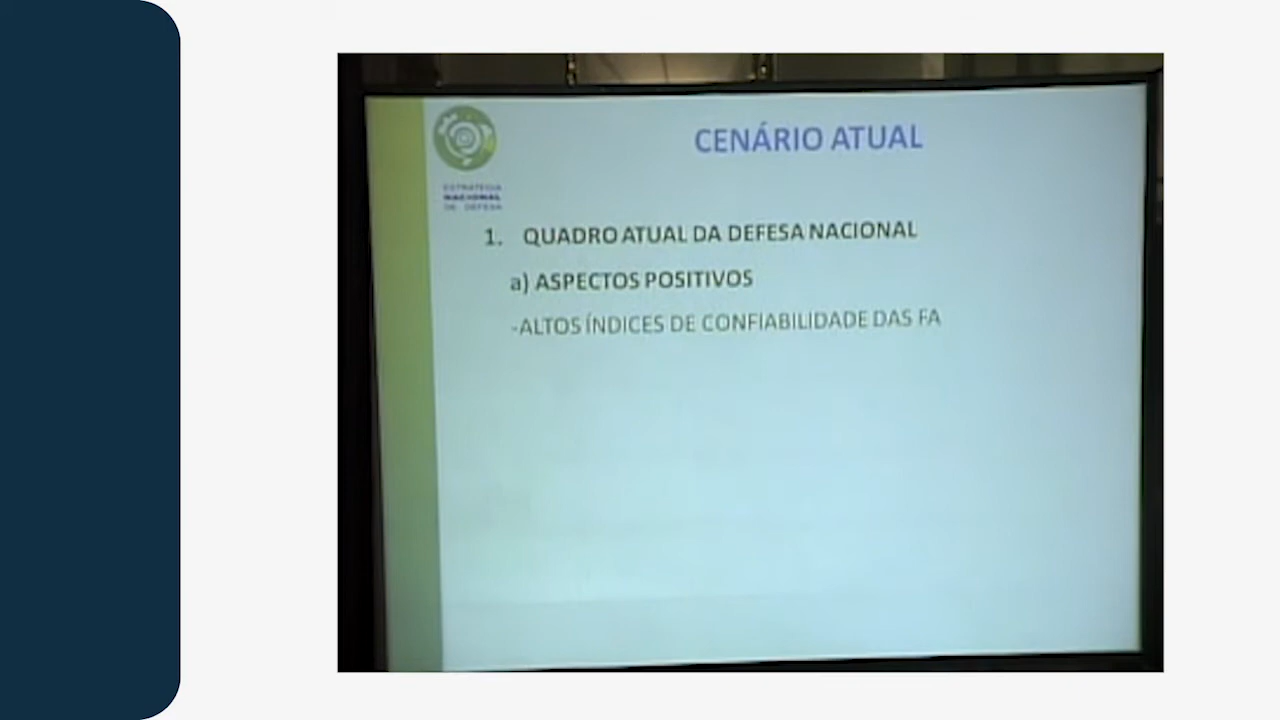 CENÁRIO ATUAL
ESTRATÉGIA
NACIONAL
DE DEFESA
1. QUADRO ATUAL DA DEFESA NACIONAL
a) ASPECTOS POSITIVOS
-ALTOS ÍNDICES DE CONFIABILIDADE DAS FA